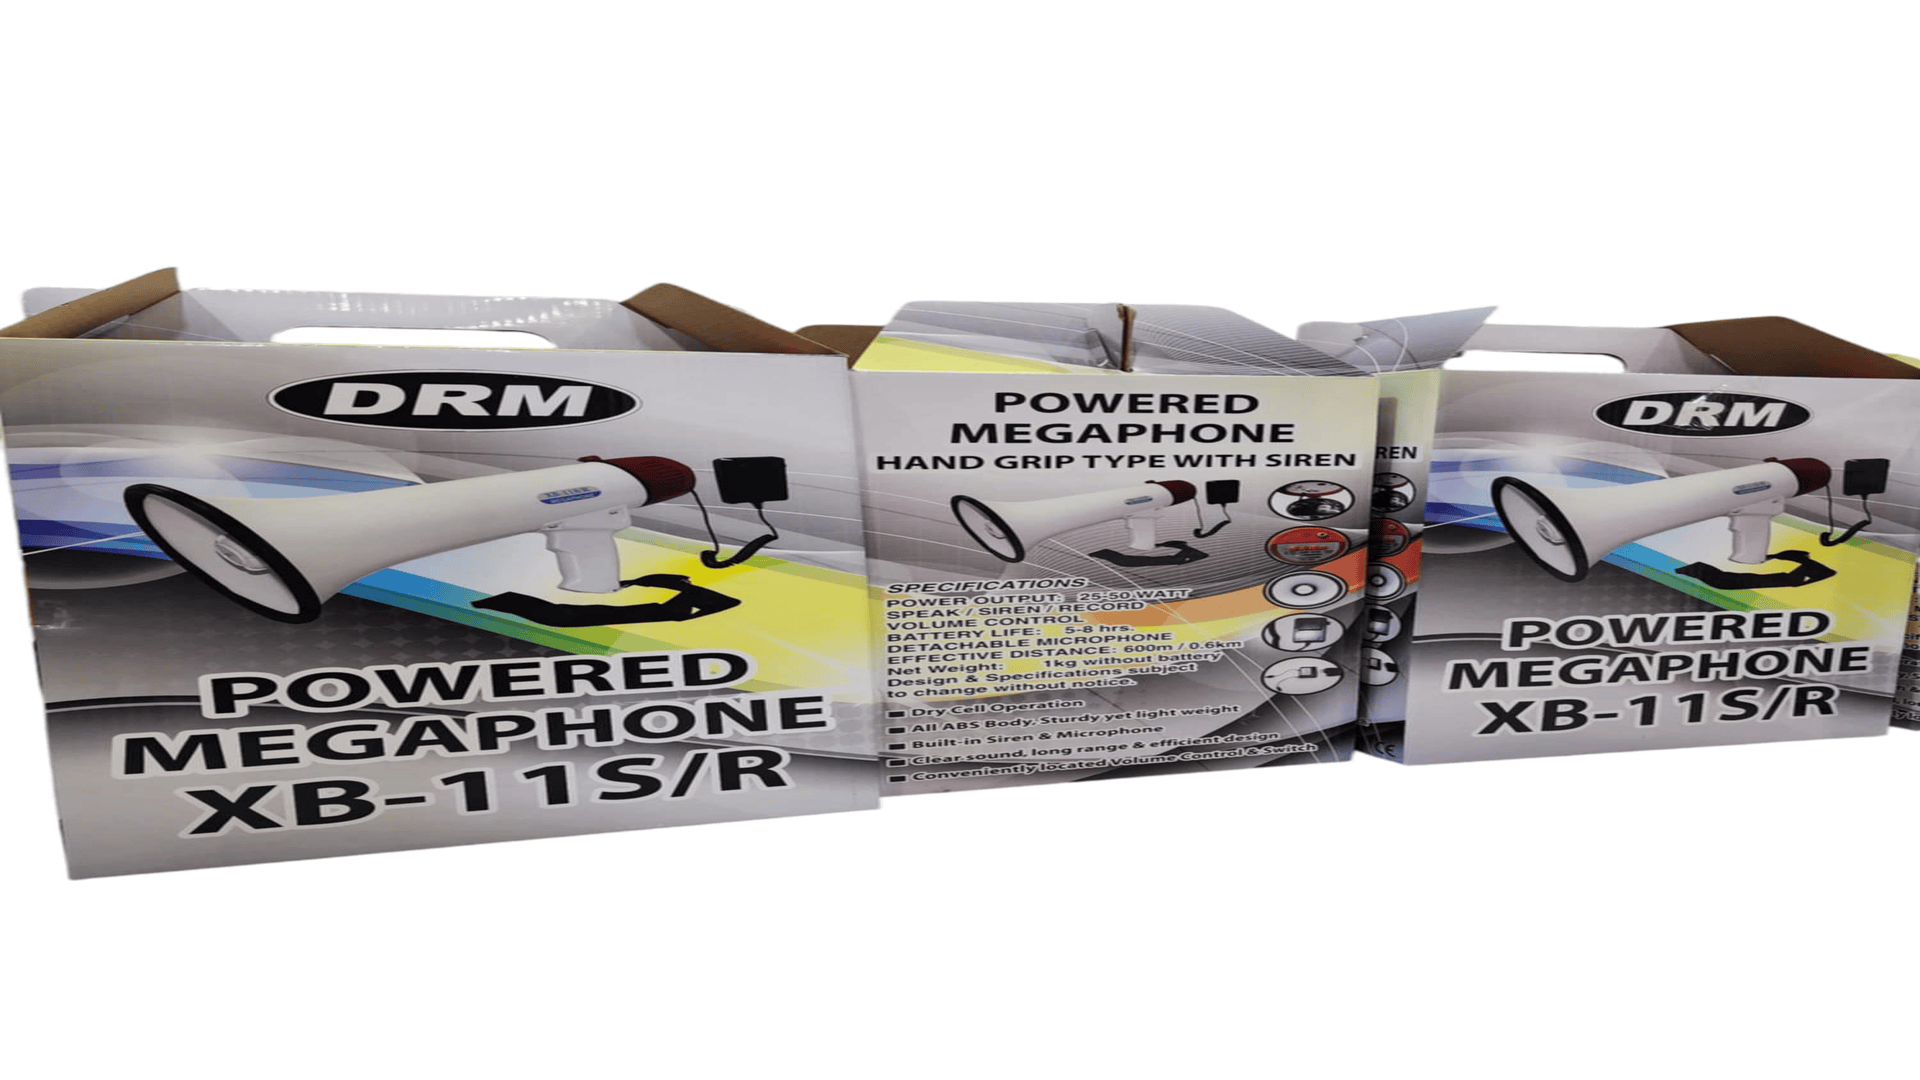 DRM
XB-11S/R
MEGAPHONE
POWERED
MEGAPHONE
XB-11S/R
POWERED
MEGAPHONE
HAND GRIP TYPE WITH SIREN
SPECIFICATIONS
POWER OUTPUT: 25-50 WATT
SPEAK / SIREN / RECORD
VOLUME CONTROL
BATTERY LIFE: 5-8 hrs.
DETACHABLE MICROPHONE
EFFECTIVE DISTANCE: 600m / 0.6km
Net Weight: 1kg without battery
Design & Specifications subject
to change without notice.
Dry Cell Operation
All ABS Body. Sturdy yet light weight
Built-in Siren & Microphone
Clear sound, long range & efficient design
Conveniently located Volume Control & Switch
REN
CE
DRM
POWERED
MEGAPHONE
XB-11S/R